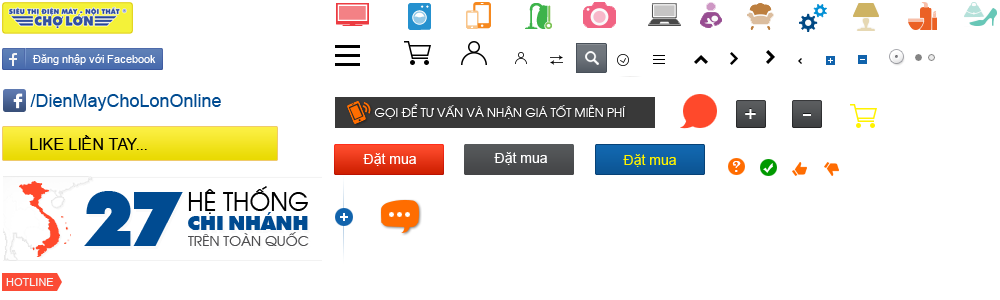 SIÊU THỊ ĐIỆN MÁY - NỘI THẤT
CHỢ LỚN
Đăng nhập với Facebook
/DienMayChoLonOnline
LIKE LIỀN TAY...
27 HỆ THỐNG
CHI NHÁNH
TRÊN TOÀN QUỐC
HOTLINE
GỌI ĐỂ TƯ VẤN VÀ NHẬN GIÁ TỐT MIỄN PHÍ
Đặt mua
Đặt mua
Đặt mua